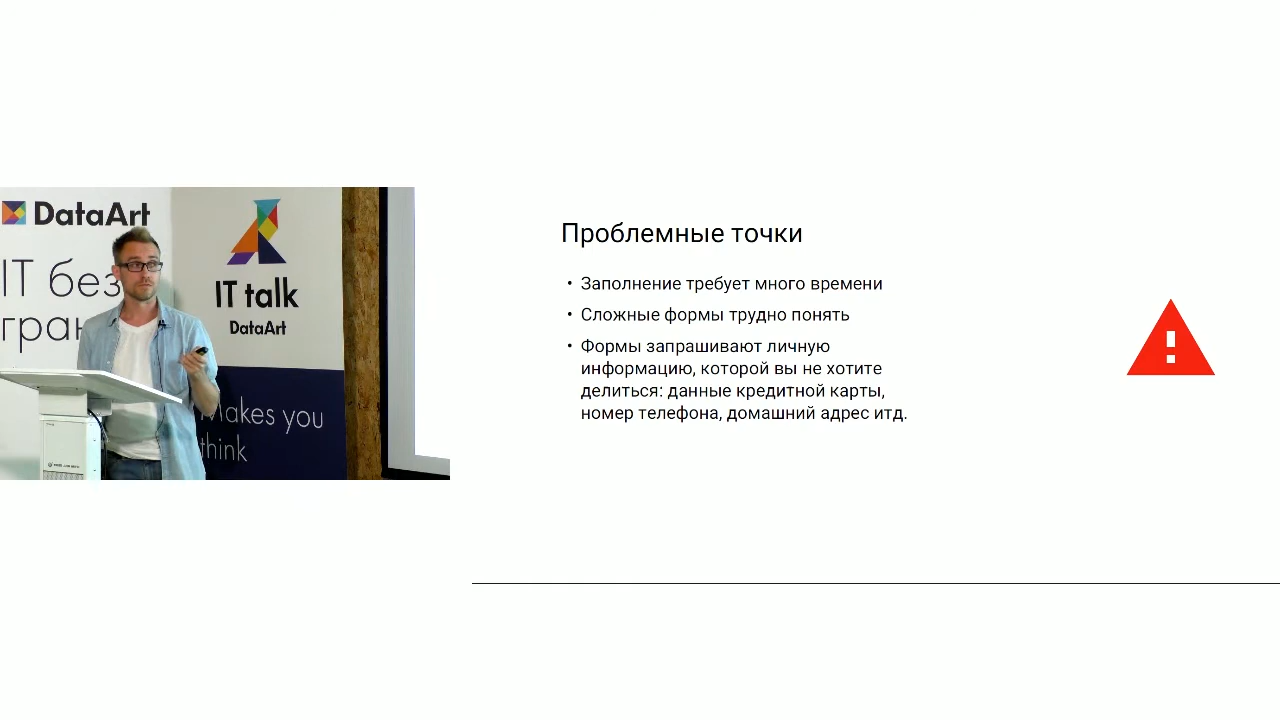 DataArt
IT без
гран
IT talk
DataArt
Makes you
think
Проблемные точки
• Заполнение требует много времени
• Сложные формы трудно понять
• Формы запрашивают личную
информацию, которой вы не хотите
делиться: данные кредитной карты,
номер телефона, домашний адрес итд.